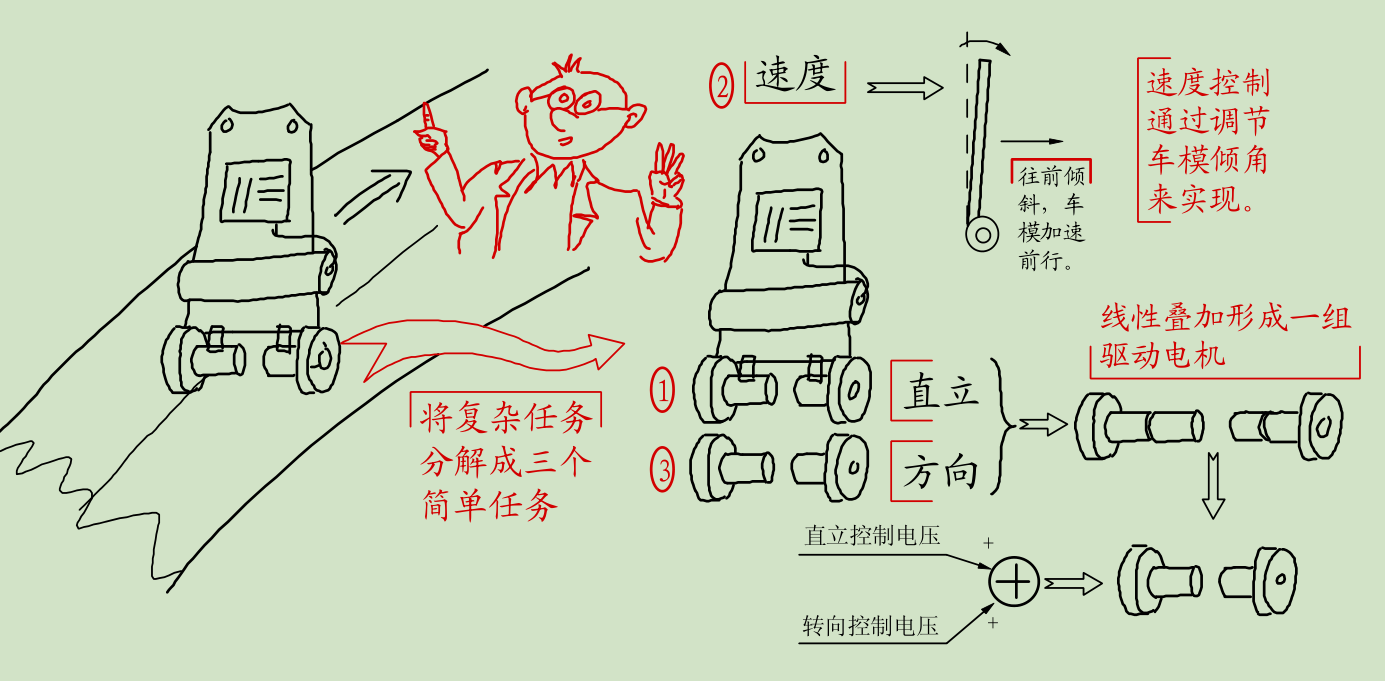 ② 速度
往前倾
斜，车
模加速
前行。
速度控制
通过调节
车模倾角
来实现。
将复杂任务
分解成三个
简单任务
① 直立
③ 方向
线性叠加形成一组
驱动电机
直立控制电压
+
转向控制电压
+